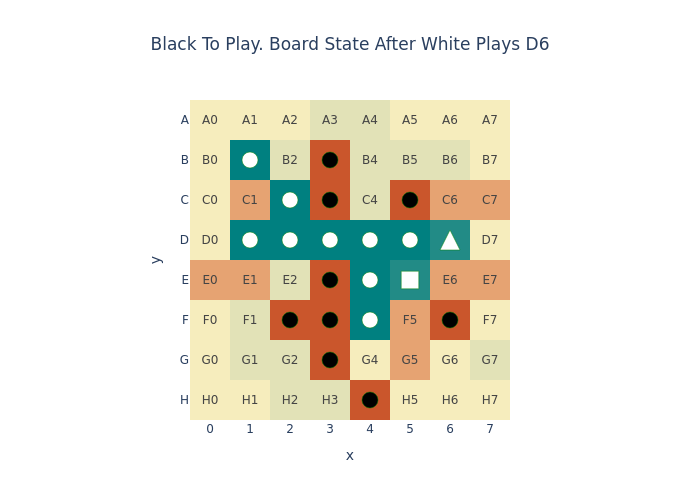 Black To Play. Board State After White Plays D6
A A0 A1 A2 A3 A4 A5 A6 A7
B B0 B2 B4 B5 B6 B7
C C0 C1 C4 C6 C7
D D0 D7
y
E E0 E1 E2 E6 E7
F F0 F1 F5 F7
G G0 G1 G2 G4 G5 G6 G7
H H0 H1 H2 H3 H5 H6 H7
0 1 2 3 4 5 6 7
x